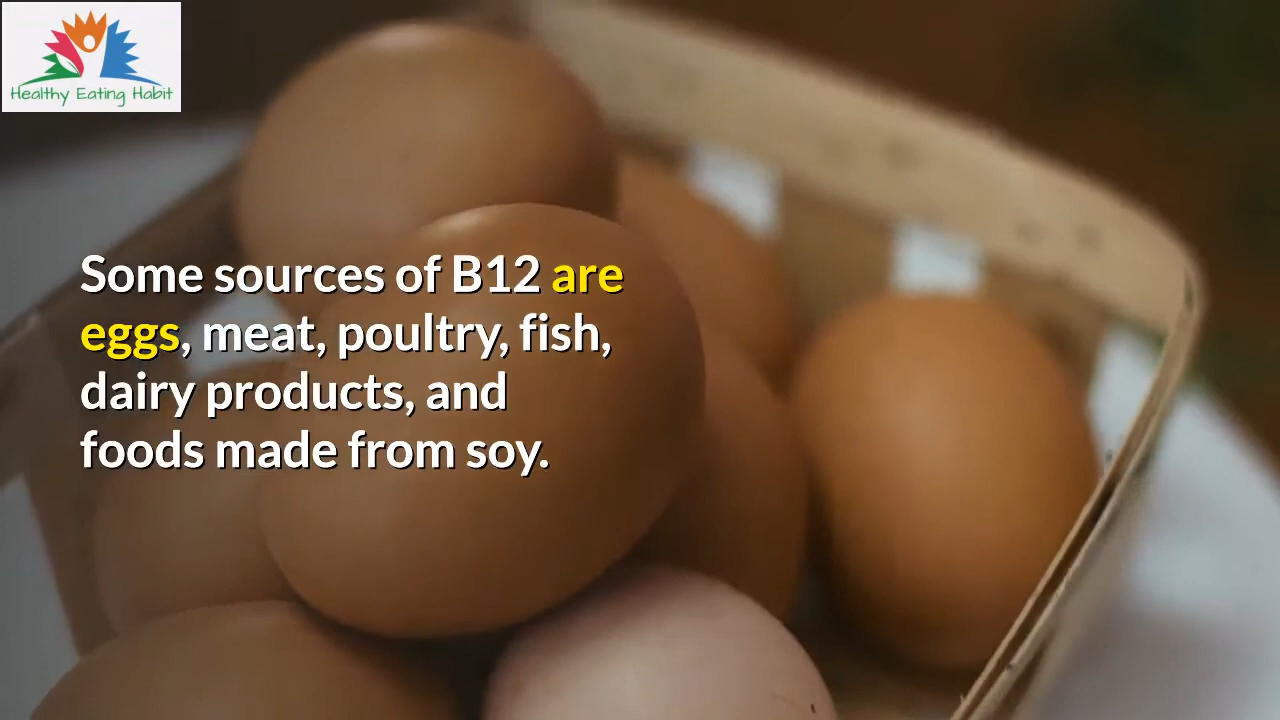 Healthy Eating Habit
Some sources of B12 are
eggs, meat, poultry, fish,
dairy products, and
foods made from soy.